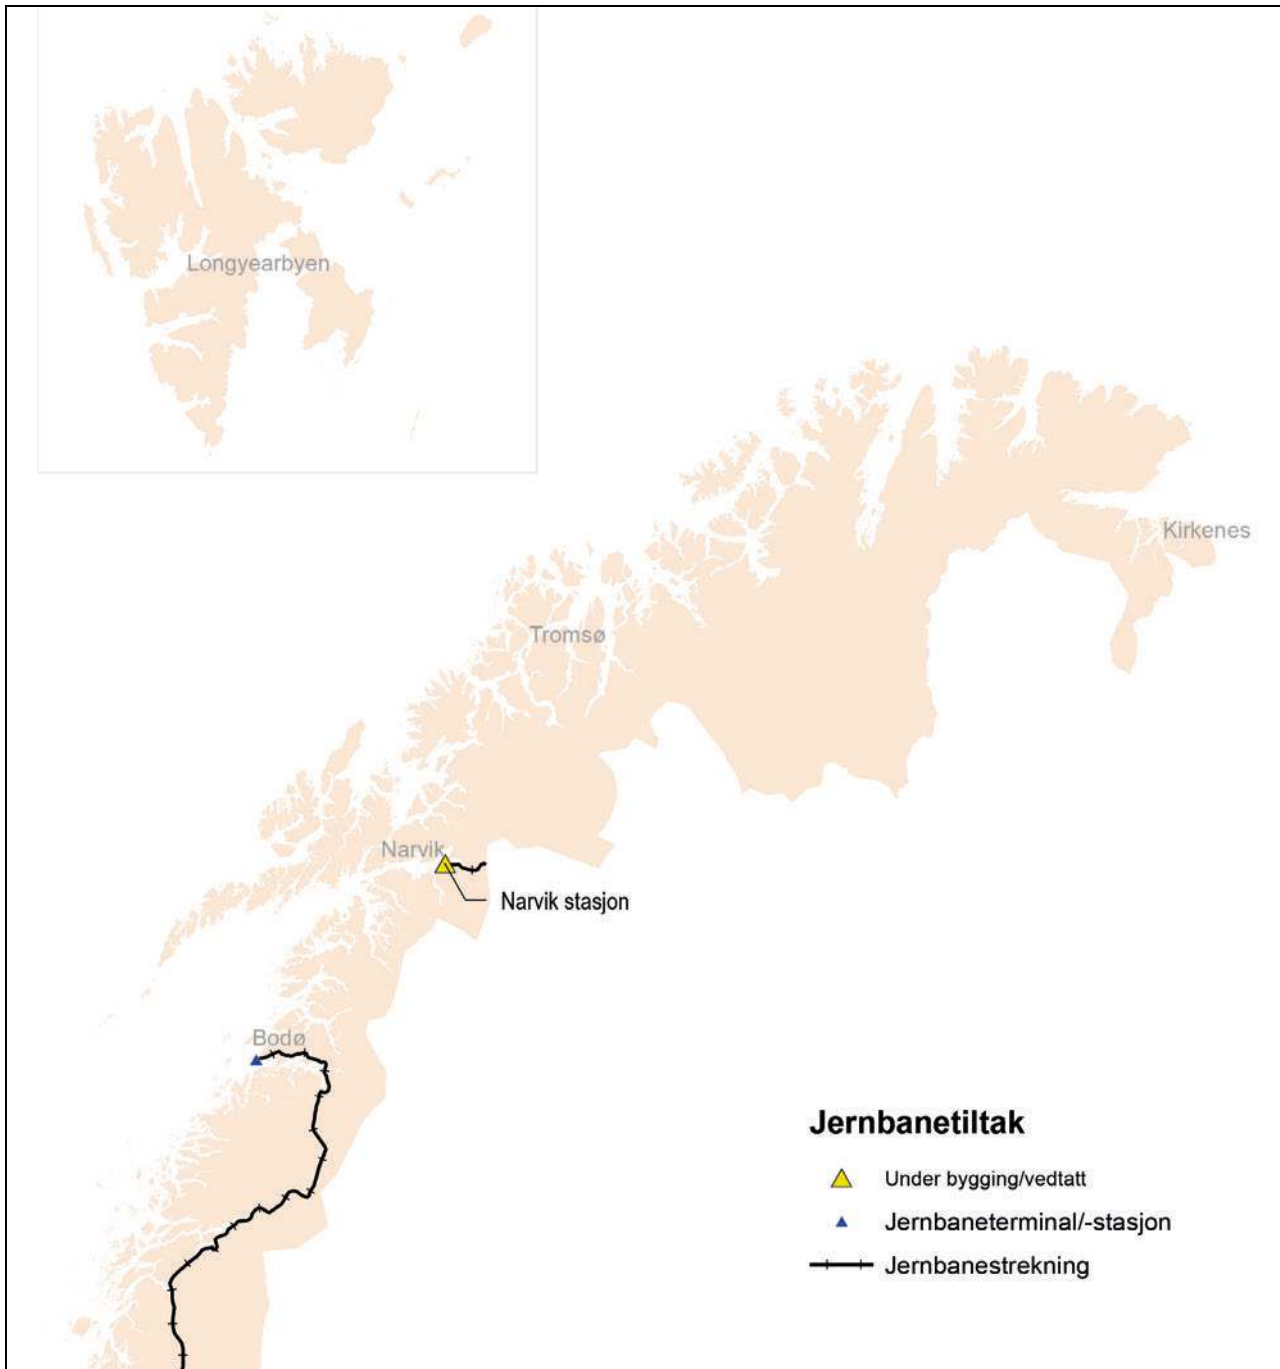 Longyearbyen
Kirkenes
Tromsø
Narvik
Narvik stasjon
Bodø
Jernbanetiltak
Under bygging/vedtatt
Jernbaneterminal/-stasjon
Jernbanestrekning